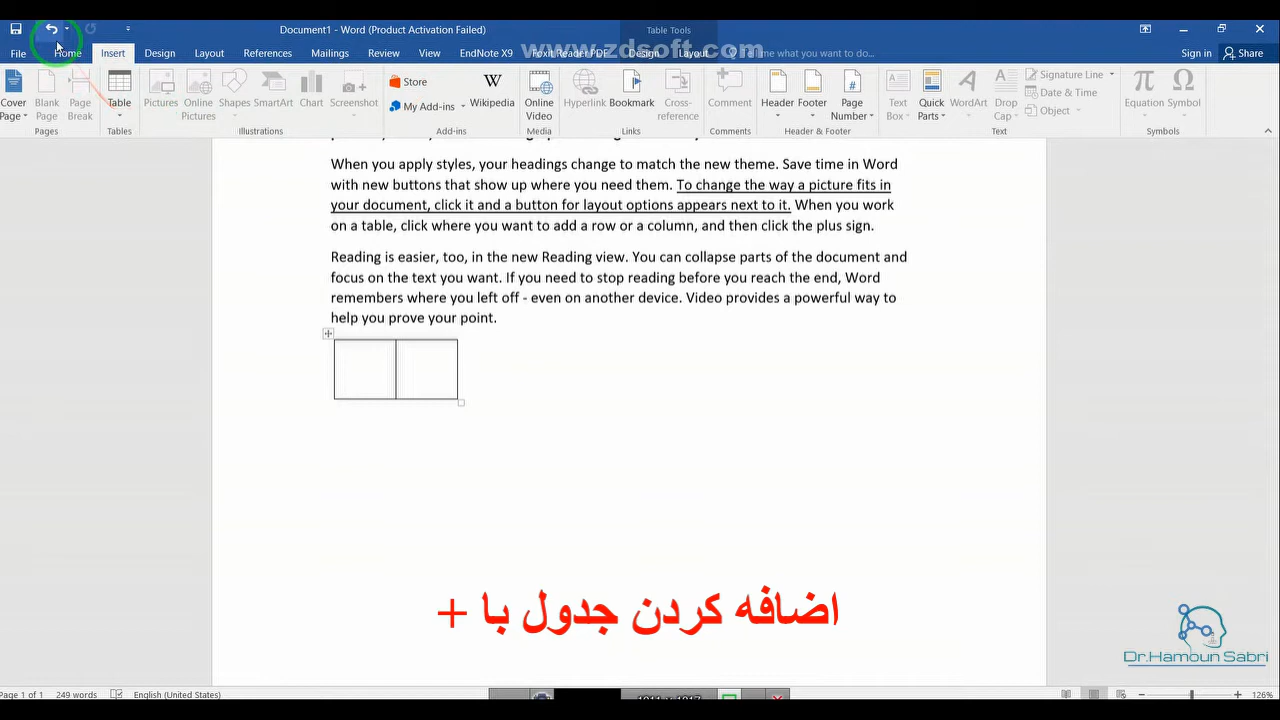 Document1 - Word (Product Activation Failed)
Table Tools
www.zdsoft.com
File Home Insert Design Layout References Mailings Review View EndNote X9 Foxit Reader PDF Design Layout Tell me what you want to do... Sign in Share
Cover Page
Blank Page
Page Break
Table
Pictures
Online Pictures
Shapes
SmartArt
Chart
Screenshot
Store
My Add-ins
Wikipedia
Online Video
Hyperlink
Bookmark
Cross-reference
Comment
Header
Footer
Page Number
Text Box
Quick Parts
WordArt
Drop Cap
Signature Line
Date & Time
Object
Equation
Symbol
Pages Tables Illustrations Add-ins Media Links Comments Header & Footer Text Symbols
When you apply styles, your headings change to match the new theme. Save time in Word
with new buttons that show up where you need them. To change the way a picture fits in
your document, click it and a button for layout options appears next to it. When you work
on a table, click where you want to add a row or a column, and then click the plus sign.
Reading is easier, too, in the new Reading view. You can collapse parts of the document and
focus on the text you want. If you need to stop reading before you reach the end, Word
remembers where you left off - even on another device. Video provides a powerful way to
help you prove your point.
اضافه کردن جدول با +
Dr.Hamoun Sabri
Page 1 of 1 249 words English (United States) 126%